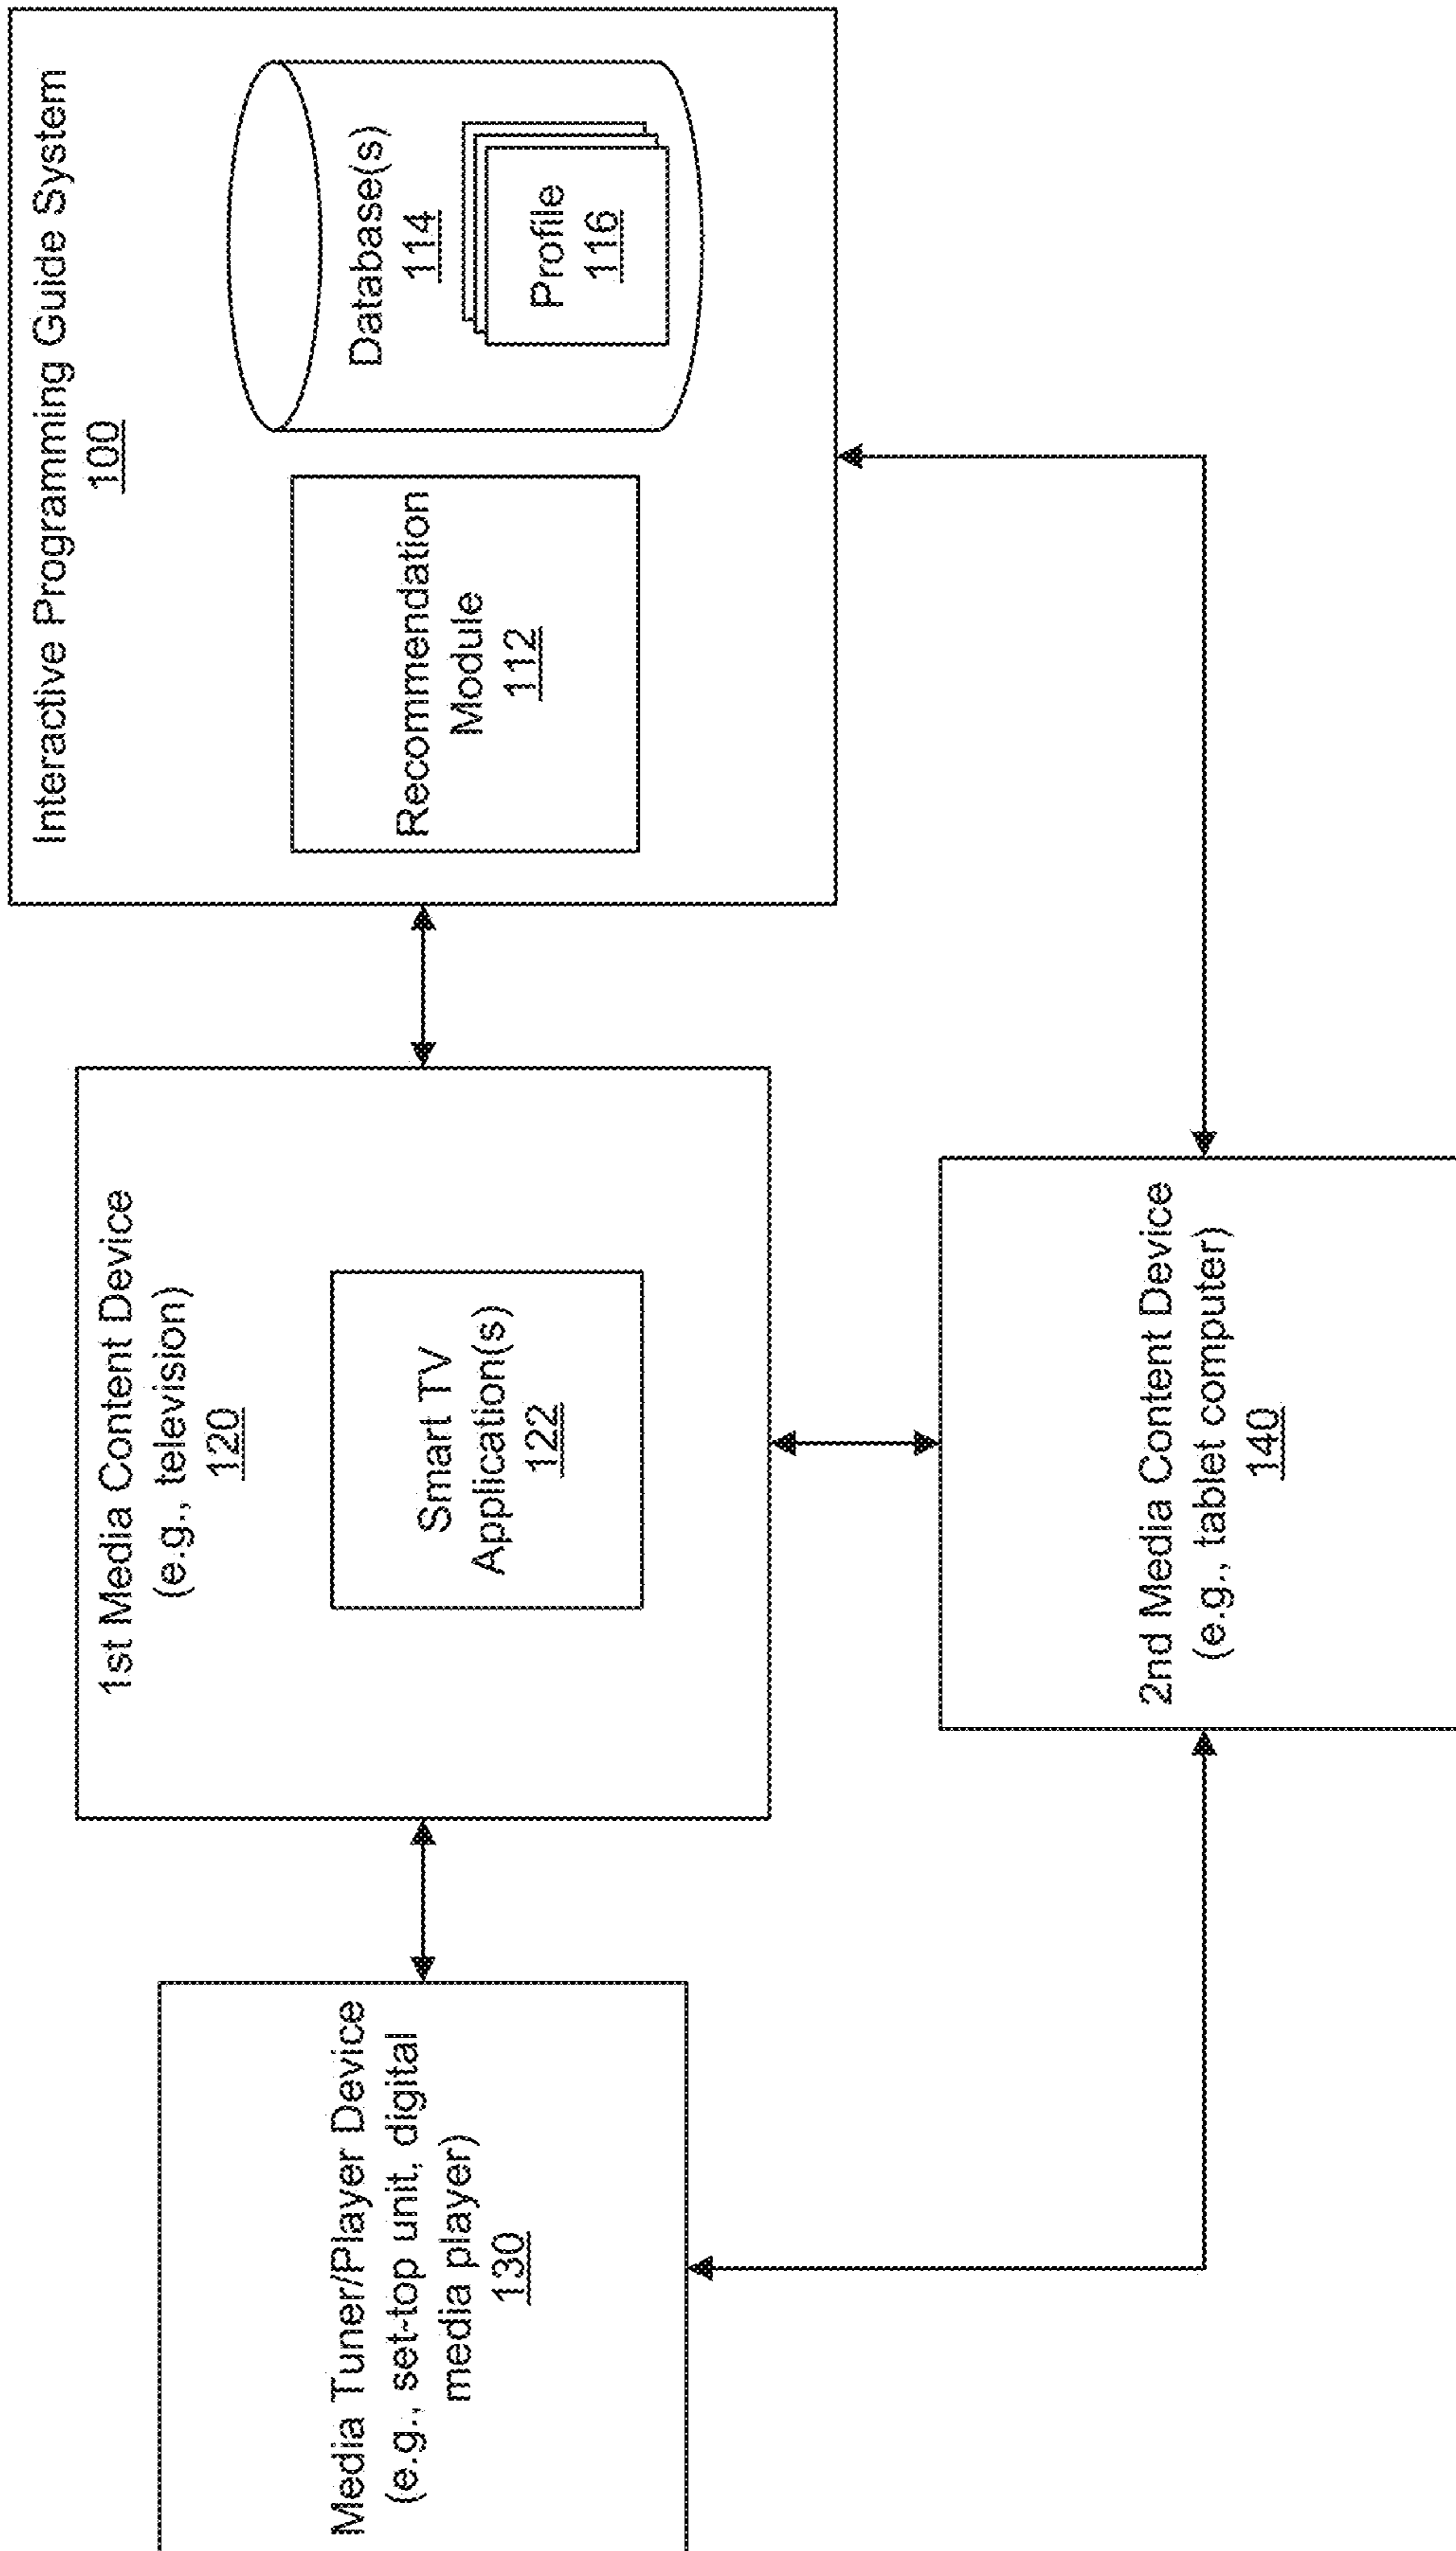 Media Tuner/Player Device
(e.g., set-top unit, digital
media player)
130
1st Media Content Device
(e.g., television)
120
Smart TV
Application(s)
122
Interactive Programming Guide System
100
Recommendation
Module
112
Database(s)
114
Profile
116
2nd Media Content Device
(e.g., tablet computer)
140